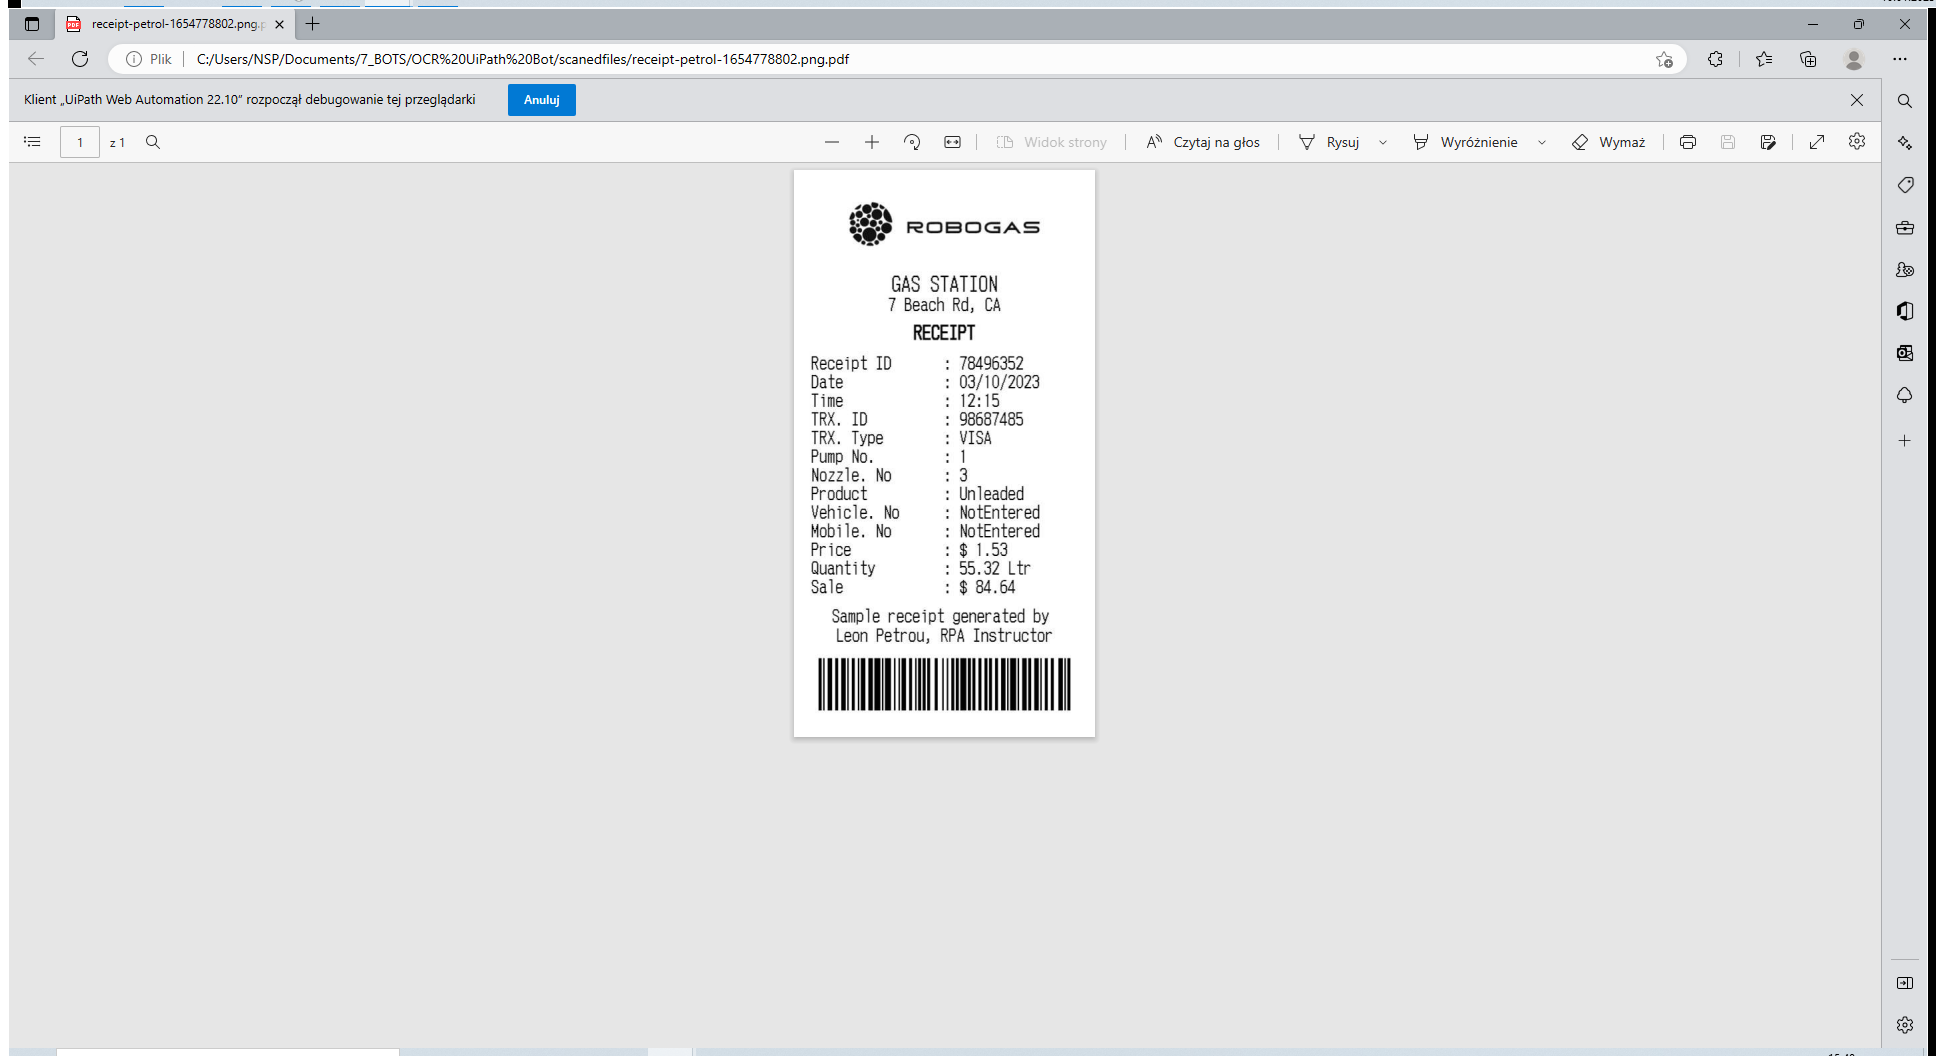 receipt-petrol-1654778802.png.p
Plik
C:/Users/NSP/Documents/7_BOTS/OCR%20UiPath%20Bot/scanedfiles/receipt-petrol-1654778802.png.pdf
Klient „UiPath Web Automation 22.10” rozpoczął debugowanie tej przeglądarki
Anuluj
1 z 1
Widok strony
Czytaj na głos
Rysuj
Wyróżnienie
Wymaż
ROBOGAS
GAS STATION
7 Beach Rd, CA
RECEIPT
Receipt ID : 78496352
Date : 03/10/2023
Time : 12:15
TRX. ID : 98687485
TRX. Type : VISA
Pump No. : 1
Nozzle. No : 3
Product : Unleaded
Vehicle. No : NotEntered
Mobile. No : NotEntered
Price : $ 1.53
Quantity : 55.32 Ltr
Sale : $ 84.64
Sample receipt generated by
Leon Petrou, RPA Instructor